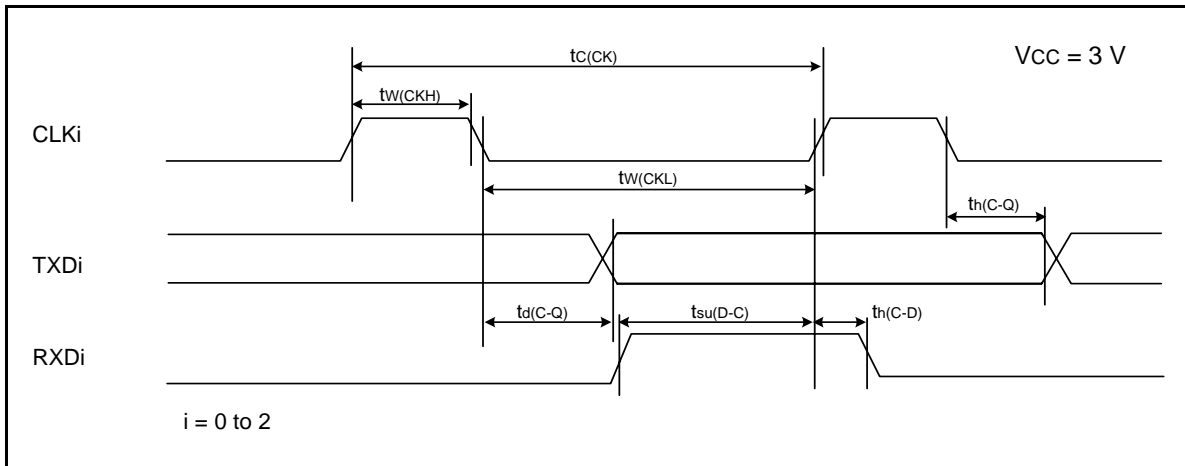 tC(CK)
VCC = 3 V
tW(CKH)
CLKi
tW(CKL)
th(C-Q)
TXDi
td(C-Q)
tsu(D-C)
th(C-D)
RXDi
i = 0 to 2